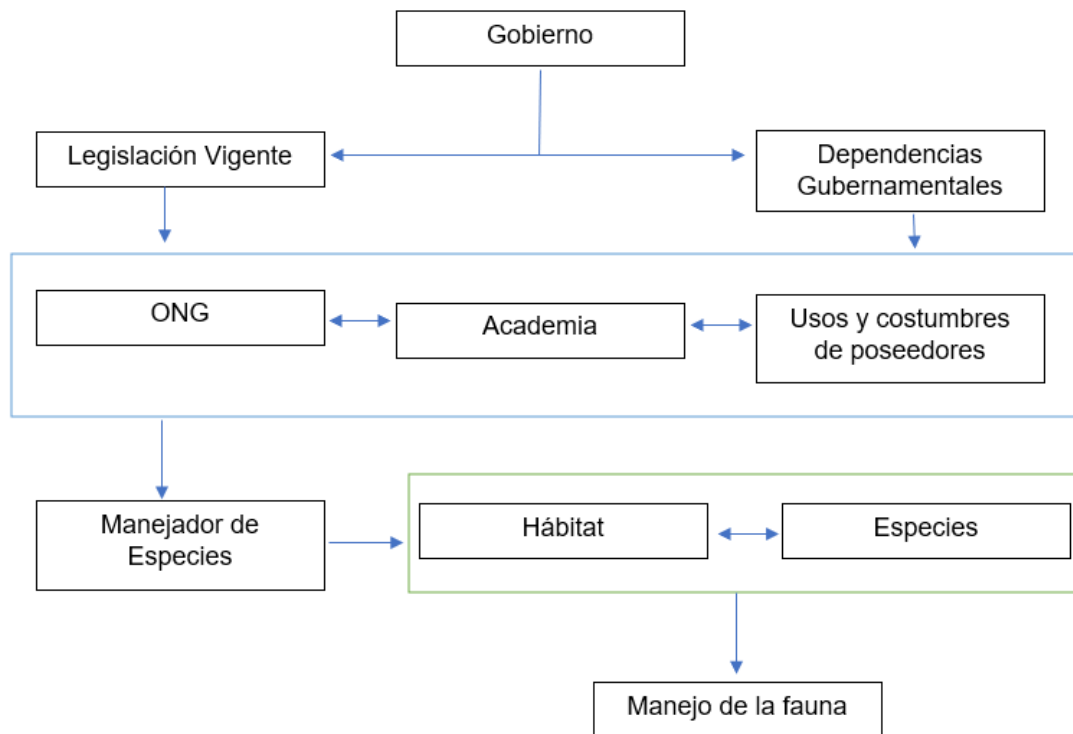 Gobierno
Legislación Vigente
Dependencias
Gubernamentales
ONG
Academia
Usos y costumbres
de poseedores
Manejador de
Especies
Hábitat
Especies
Manejo de la fauna